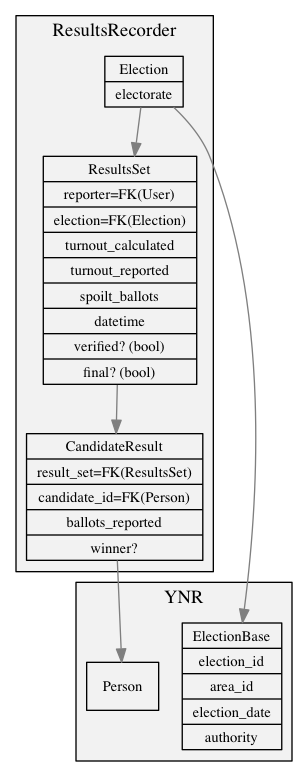 ResultsRecorder
Election
electorate
ResultsSet
reporter=FK(User)
election=FK(Election)
turnout_calculated
turnout_reported
spoilt_ballots
datetime
verified? (bool)
final? (bool)
CandidateResult
result_set=FK(ResultsSet)
candidate_id=FK(Person)
ballots_reported
winner?
YNR
Person
ElectionBase
election_id
area_id
election_date
authority